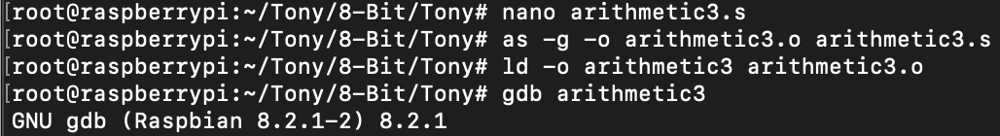 [root@raspberrypi:~/Tony/8-Bit/Tony# nano arithmetic3.s
[root@raspberrypi:~/Tony/8-Bit/Tony# as -g -o arithmetic3.o arithmetic3.s
[root@raspberrypi:~/Tony/8-Bit/Tony# ld -o arithmetic3 arithmetic3.o
[root@raspberrypi:~/Tony/8-Bit/Tony# gdb arithmetic3
GNU gdb (Raspbian 8.2.1-2) 8.2.1